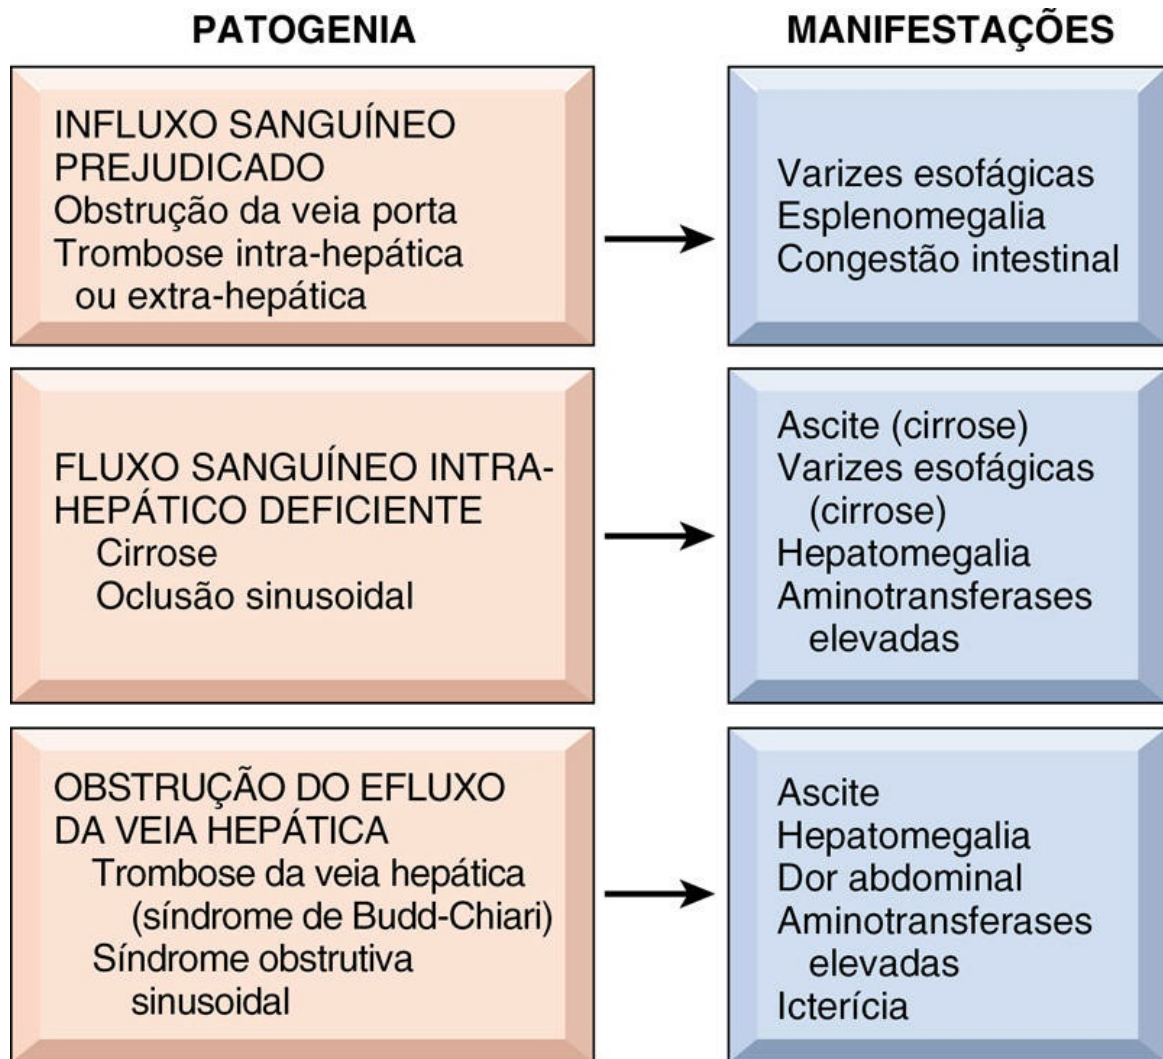 PATOGENIA
MANIFESTAÇÕES
INFLUXO SANGUÍNEO
PREJUDICADO
Obstrução da veia porta
Trombose intra-hepática
ou extra-hepática
Varizes esofágicas
Esplenomegalia
Congestão intestinal
FLUXO SANGUÍNEO INTRA-
HEPÁTICO DEFICIENTE
Cirrose
Oclusão sinusoidal
Ascite (cirrose)
Varizes esofágicas
(cirrose)
Hepatomegalia
Aminotransferases
elevadas
OBSTRUÇÃO DO EFLUXO
DA VEIA HEPÁTICA
Trombose da veia hepática
(síndrome de Budd-Chiari)
Síndrome obstrutiva
sinusoidal
Ascite
Hepatomegalia
Dor abdominal
Aminotransferases
elevadas
Icterícia